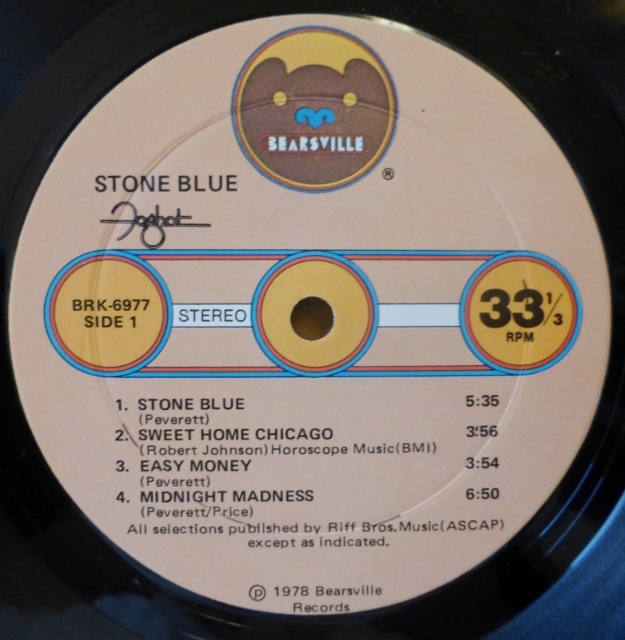 BEARSVILLE
®
STONE BLUE
Foghat
BRK-6977
SIDE 1
STEREO
33 1/3
RPM
1. STONE BLUE 5:35
(Peverett)
2. SWEET HOME CHICAGO 3:56
(Robert Johnson) Horoscope Music (BMI)
3. EASY MONEY 3:54
(Peverett)
4. MIDNIGHT MADNESS 6:50
(Peverett/Price)
All selections published by Riff Bros. Music (ASCAP)
except as indicated.
℗ 1978 Bearsville
Records